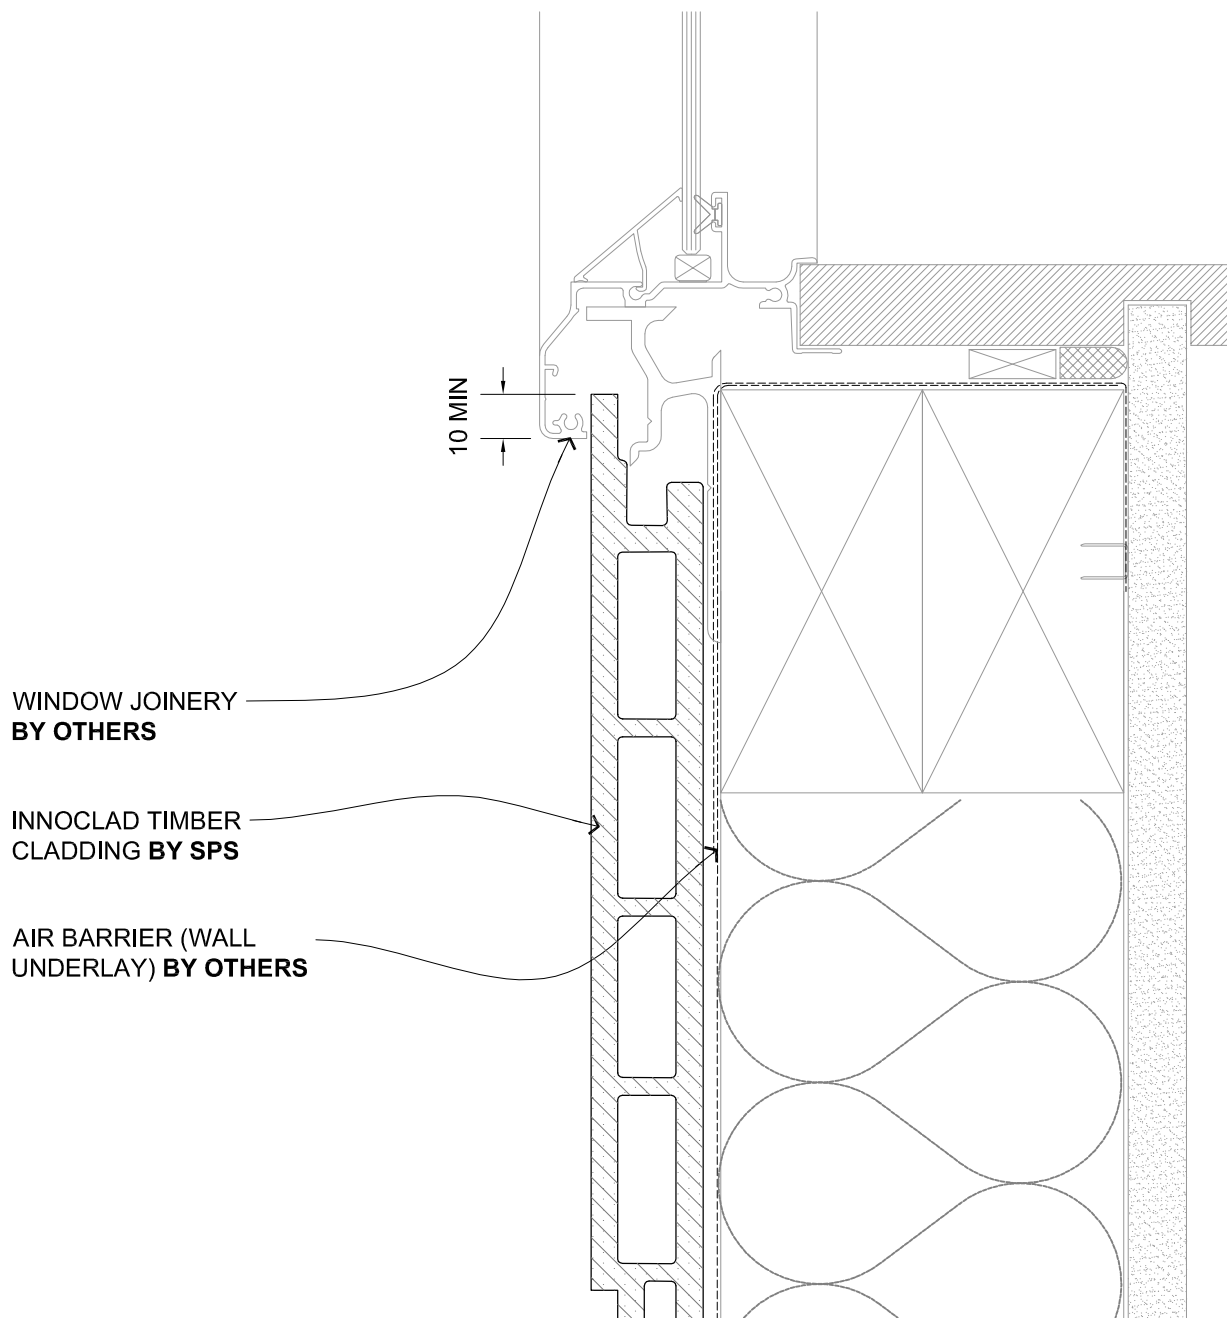 10 MIN
WINDOW JOINERY
BY OTHERS
INNOCLAD TIMBER
CLADDING BY SPS
AIR BARRIER (WALL
UNDERLAY) BY OTHERS